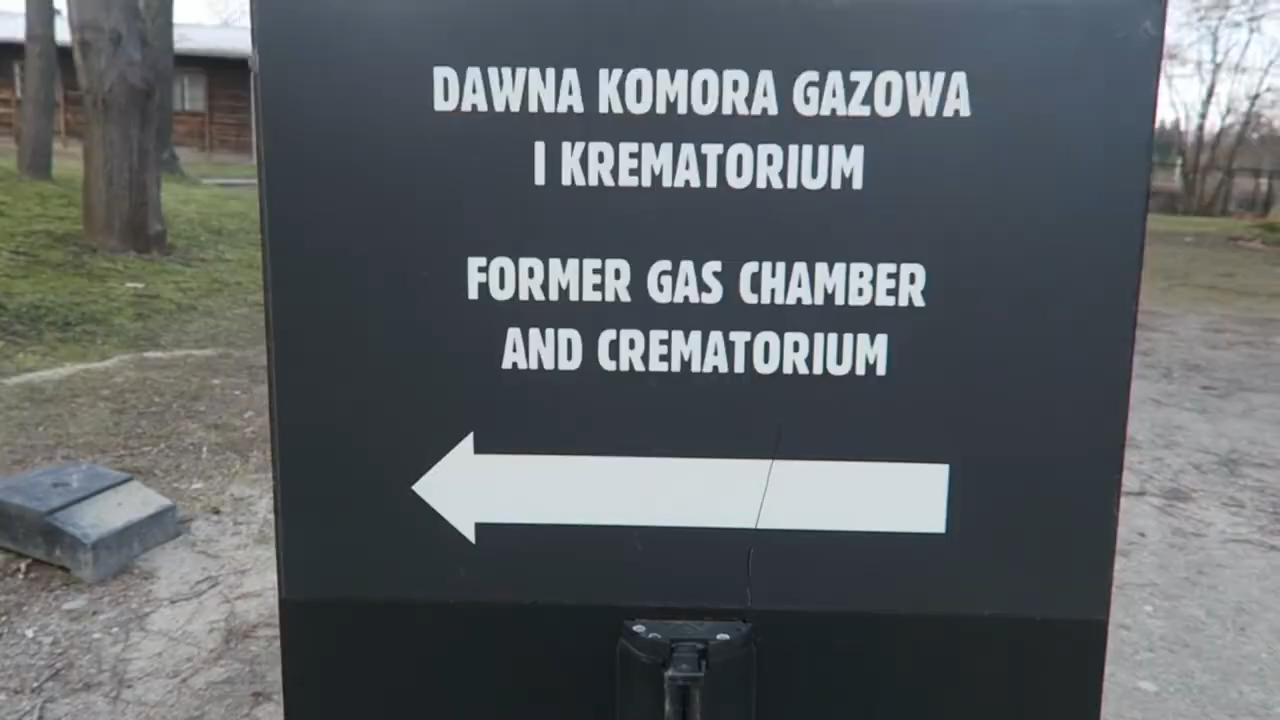 DAWNA KOMORA GAZOWA
I KREMATORIUM
FORMER GAS CHAMBER
AND CREMATORIUM